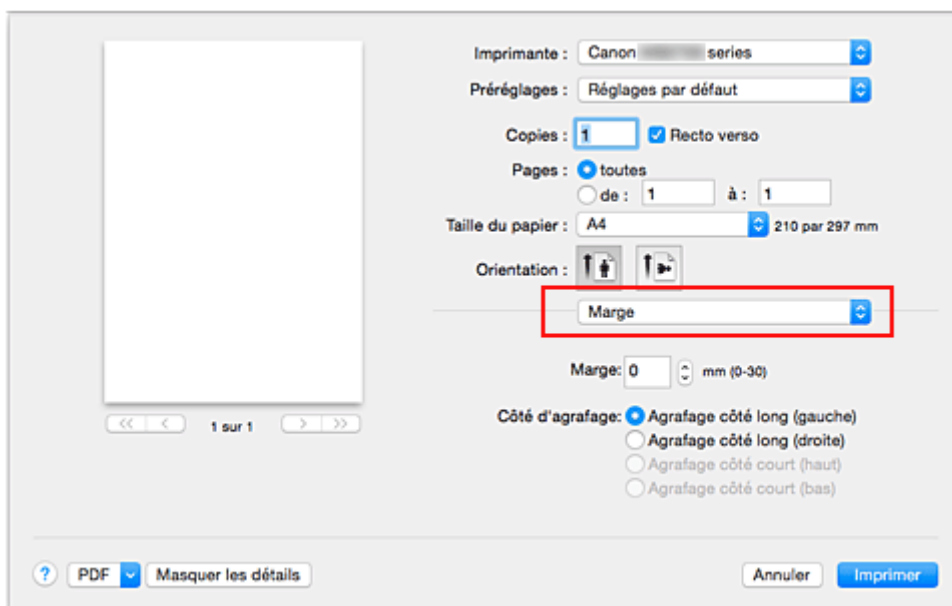 Imprimante : Canon series
Préréglages : Réglages par défaut
Copies : 1 Recto verso
Pages : toutes
de : 1 à : 1
Taille du papier : A4 210 par 297 mm
Orientation :
Marge
Marge: 0 mm (0-30)
Côté d'agrafage: Agrafage côté long (gauche)
Agrafage côté long (droite)
Agrafage côté court (haut)
Agrafage côté court (bas)
<< < 1 sur 1 > >>
? PDF Masquer les détails Annuler Imprimer